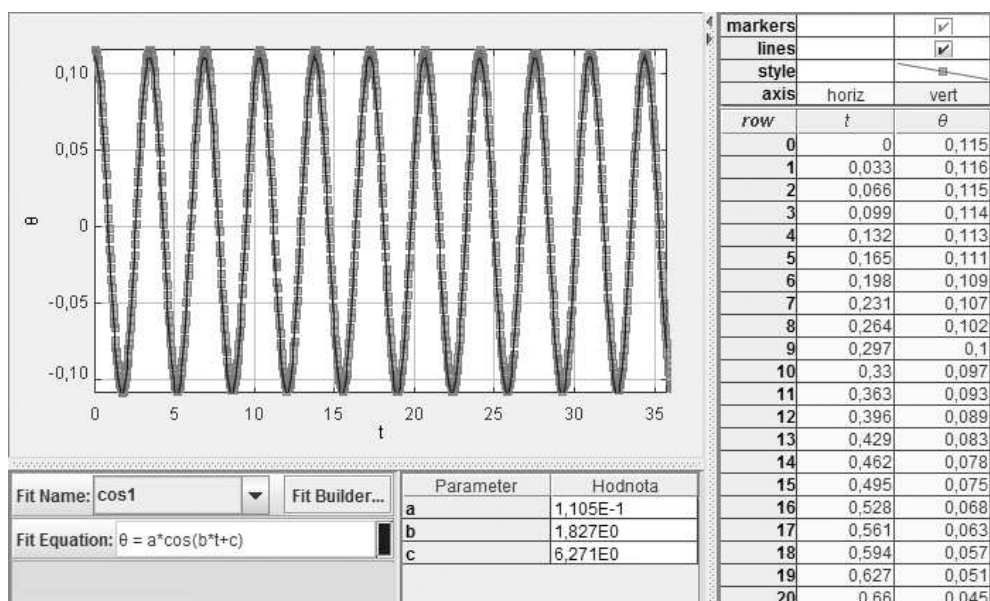 θ
0,10
0,05
0
-0,05
-0,10
0 5 10 15 20 25 30 35
t
markers
lines
style
axis horiz vert
row t θ
0 0 0,115
1 0,033 0,116
2 0,066 0,115
3 0,099 0,114
4 0,132 0,113
5 0,165 0,111
6 0,198 0,109
7 0,231 0,107
8 0,264 0,102
9 0,297 0,1
10 0,33 0,097
11 0,363 0,093
12 0,396 0,089
13 0,429 0,083
14 0,462 0,078
15 0,495 0,075
16 0,528 0,068
17 0,561 0,063
18 0,594 0,057
19 0,627 0,051
20 0,66 0,045
Fit Name: cos1 Fit Builder...
Fit Equation: θ = a*cos(b*t+c)
Parameter Hodnota
a 1,105E-1
b 1,827E0
c 6,271E0